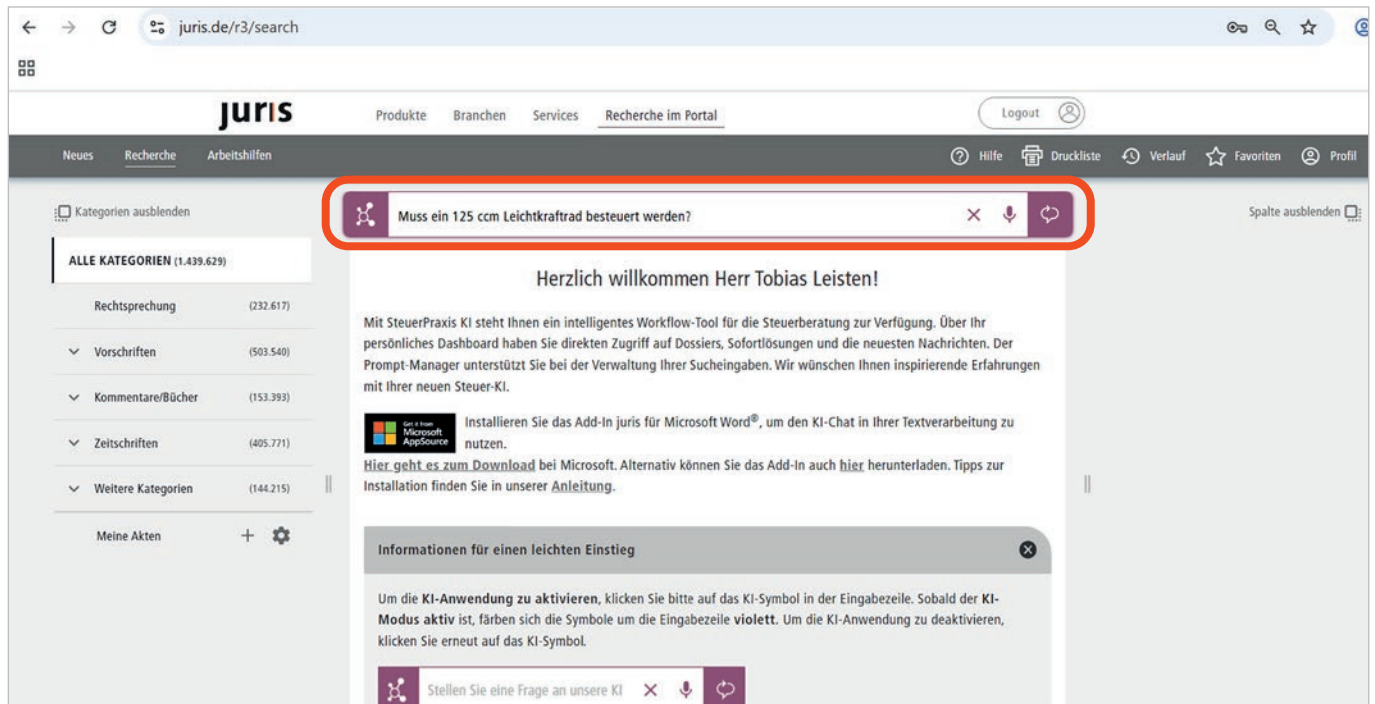 juris.de/r3/search
juris
Produkte Branchen Services Recherche im Portal
Logout
Neues Recherche Arbeitshilfen
Hilfe Druckliste Verlauf Favoriten Profil
Kategorien ausblenden
Muss ein 125 ccm Leichtkraftrad besteuert werden?
Spalte ausblenden
ALLE KATEGORIEN (1.439.629)
Rechtsprechung (232.617)
Vorschriften (503.540)
Kommentare/Bücher (153.393)
Zeitschriften (405.771)
Weitere Kategorien (144.215)
Meine Akten
Herzlich willkommen Herr Tobias Leisten!
Mit SteuerPraxis KI steht Ihnen ein intelligentes Workflow-Tool für die Steuerberatung zur Verfügung. Über Ihr
persönliches Dashboard haben Sie direkten Zugriff auf Dossiers, Sofortlösungen und die neuesten Nachrichten. Der
Prompt-Manager unterstützt Sie bei der Verwaltung Ihrer Sucheingaben. Wir wünschen Ihnen inspirierende Erfahrungen
mit Ihrer neuen Steuer-KI.
Get it from
Microsoft
AppSource
Installieren Sie das Add-In juris für Microsoft Word®, um den KI-Chat in Ihrer Textverarbeitung zu
nutzen.
Hier geht es zum Download bei Microsoft. Alternativ können Sie das Add-In auch hier herunterladen. Tipps zur
Installation finden Sie in unserer Anleitung.
Informationen für einen leichten Einstieg
Um die KI-Anwendung zu aktivieren, klicken Sie bitte auf das KI-Symbol in der Eingabezeile. Sobald der KI-
Modus aktiv ist, färben sich die Symbole um die Eingabezeile violett. Um die KI-Anwendung zu deaktivieren,
klicken Sie erneut auf das KI-Symbol.
Stellen Sie eine Frage an unsere KI